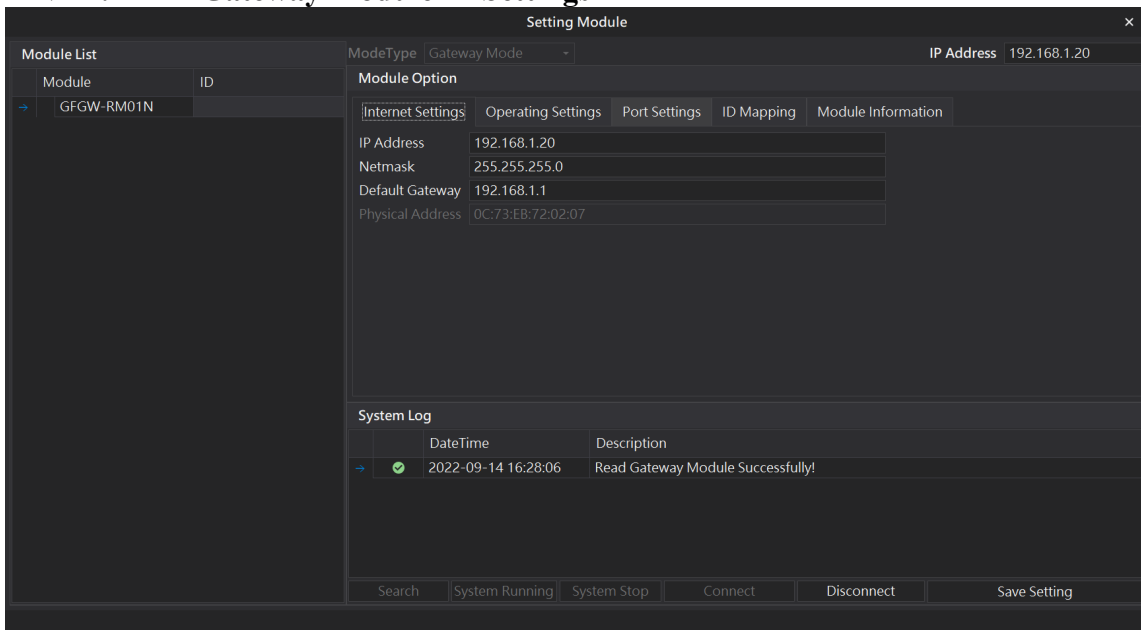 Setting Module
Module List
ModeType Gateway Mode
IP Address 192.168.1.20
Module ID
GFGW-RM01N
Module Option
Internet Settings Operating Settings Port Settings ID Mapping Module Information
IP Address 192.168.1.20
Netmask 255.255.255.0
Default Gateway 192.168.1.1
Physical Address 0C:73:EB:72:02:07
System Log
DateTime Description
2022-09-14 16:28:06 Read Gateway Module Successfully!
Search System Running System Stop Connect Disconnect Save Setting